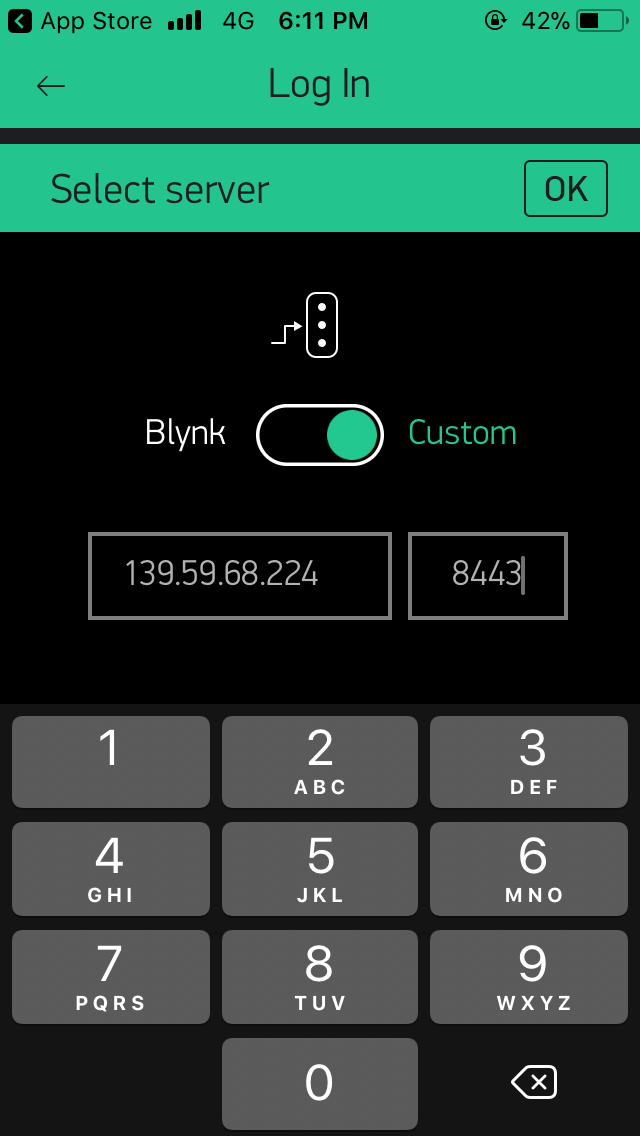 App Store 4G 6:11 PM 42%
Log In
Select server OK
Blynk Custom
139.59.68.224 8443
1 2 3
ABC DEF
4 5 6
GHI JKL MNO
7 8 9
PQRS TUV WXYZ
0